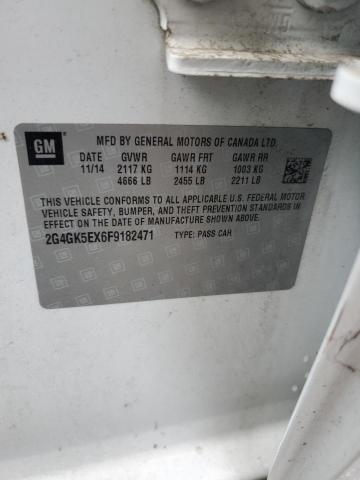 GM
MFD BY GENERAL MOTORS OF CANADA LTD.
DATE GVWR GAWR FRT GAWR RR
11/14 2117 KG 1114 KG 1003 KG
4666 LB 2455 LB 2211 LB
THIS VEHICLE CONFORMS TO ALL APPLICABLE U.S. FEDERAL MOTOR
VEHICLE SAFETY, BUMPER, AND THEFT PREVENTION STANDARDS IN
EFFECT ON THE DATE OF MANUFACTURE SHOWN ABOVE.
2G4GK5EX6F9182471 TYPE: PASS CAR